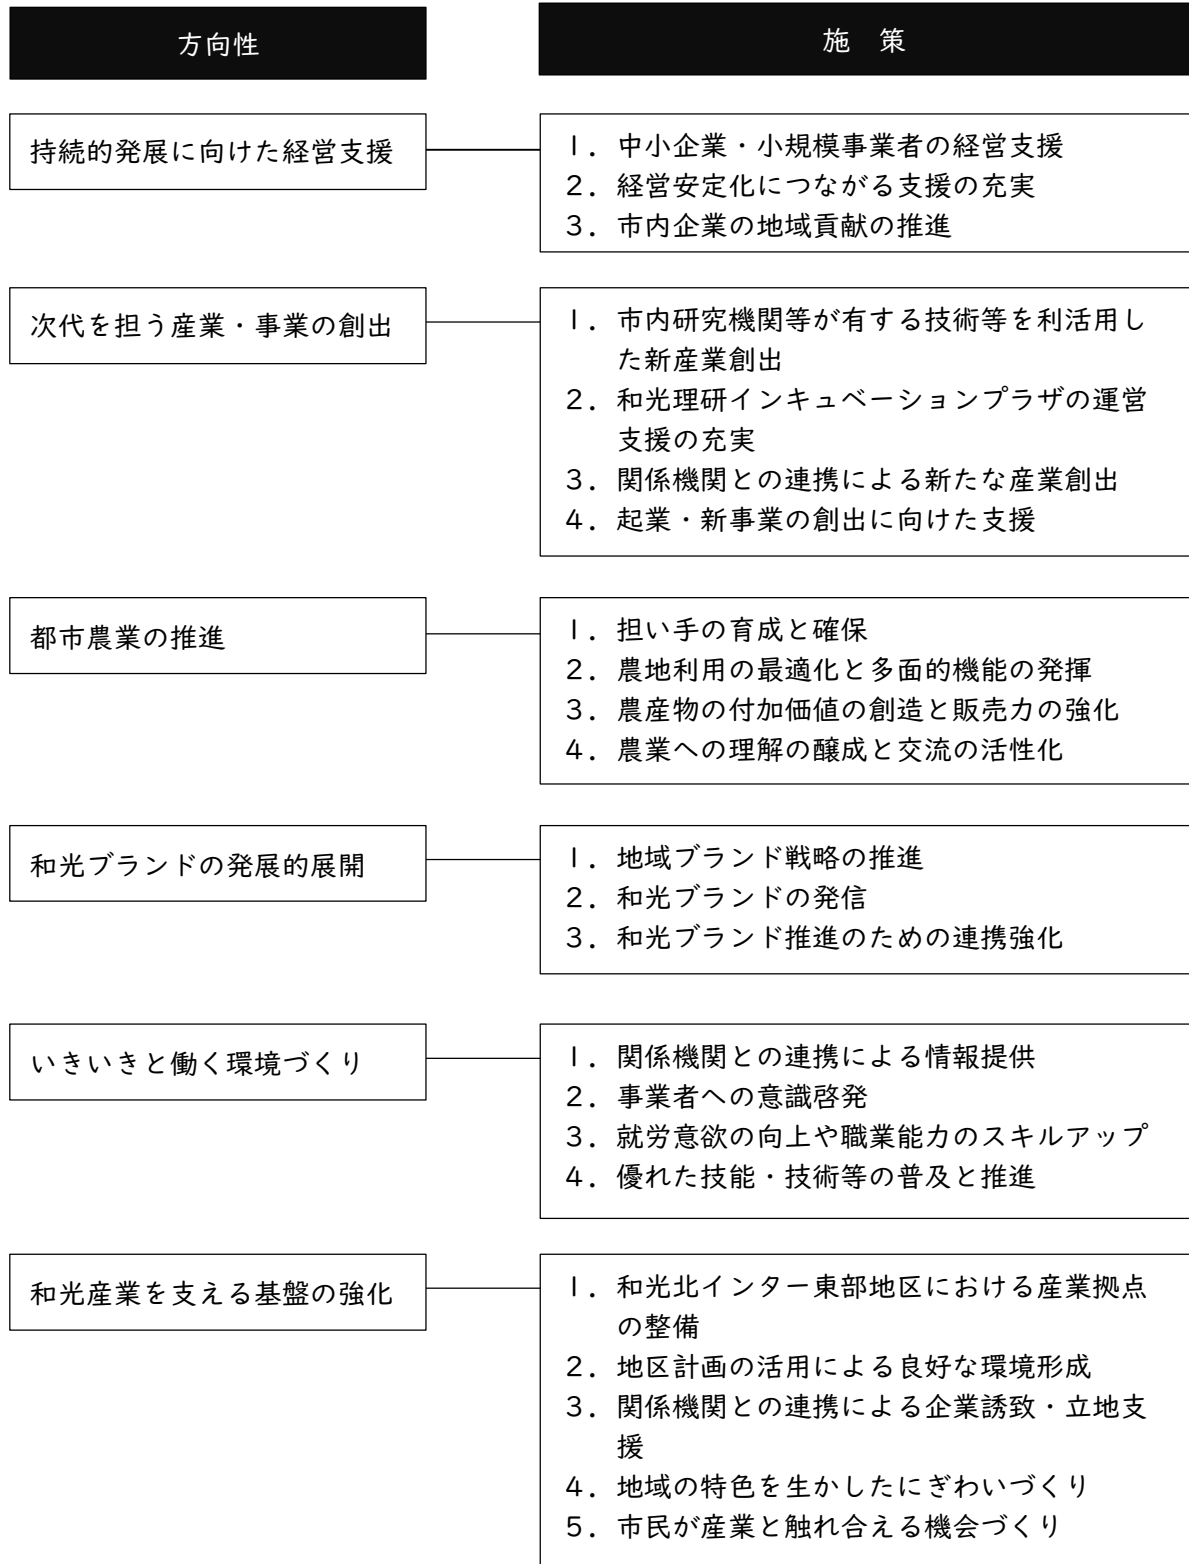 方向性
施　策
持続的発展に向けた経営支援
1．中小企業・小規模事業者の経営支援
2．経営安定化につながる支援の充実
3．市内企業の地域貢献の推進
次代を担う産業・事業の創出
1．市内研究機関等が有する技術等を利活用し
た新産業創出
2．和光理研インキュベーションプラザの運営
支援の充実
3．関係機関との連携による新たな産業創出
4．起業・新事業の創出に向けた支援
都市農業の推進
1．担い手の育成と確保
2．農地利用の最適化と多面的機能の発揮
3．農産物の付加価値の創造と販売力の強化
4．農業への理解の醸成と交流の活性化
和光ブランドの発展的展開
1．地域ブランド戦略の推進
2．和光ブランドの発信
3．和光ブランド推進のための連携強化
いきいきと働く環境づくり
1．関係機関との連携による情報提供
2．事業者への意識啓発
3．就労意欲の向上や職業能力のスキルアップ
4．優れた技能・技術等の普及と推進
和光産業を支える基盤の強化
1．和光北インター東部地区における産業拠点
の整備
2．地区計画の活用による良好な環境形成
3．関係機関との連携による企業誘致・立地支
援
4．地域の特色を生かしたにぎわいづくり
5．市民が産業と触れ合える機会づくり